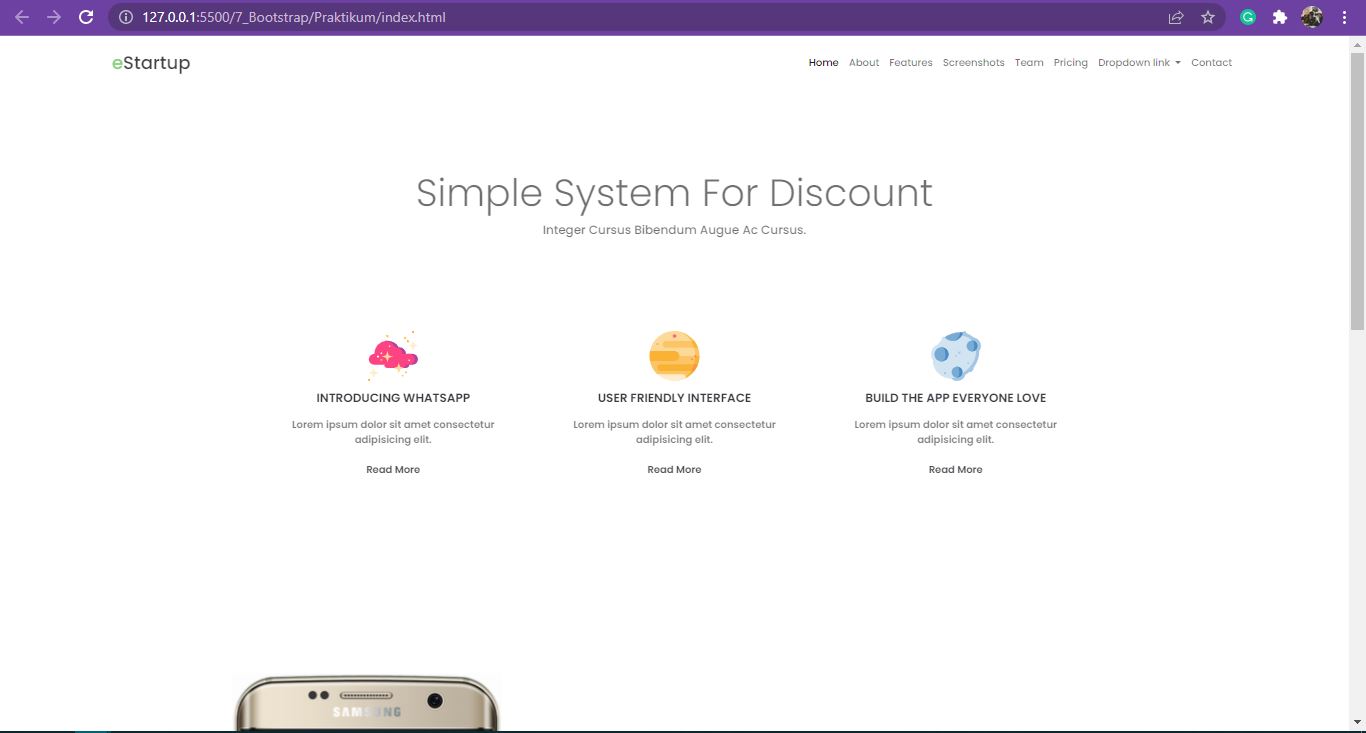 127.0.0.1:5500/7_Bootstrap/Praktikum/index.html
eStartup
Home About Features Screenshots Team Pricing Dropdown link Contact
Simple System For Discount
Integer Cursus Bibendum Augue Ac Cursus.
INTRODUCING WHATSAPP
Lorem ipsum dolor sit amet consectetur
adipisicing elit.
Read More
USER FRIENDLY INTERFACE
Lorem ipsum dolor sit amet consectetur
adipisicing elit.
Read More
BUILD THE APP EVERYONE LOVE
Lorem ipsum dolor sit amet consectetur
adipisicing elit.
Read More
SAMSUNG